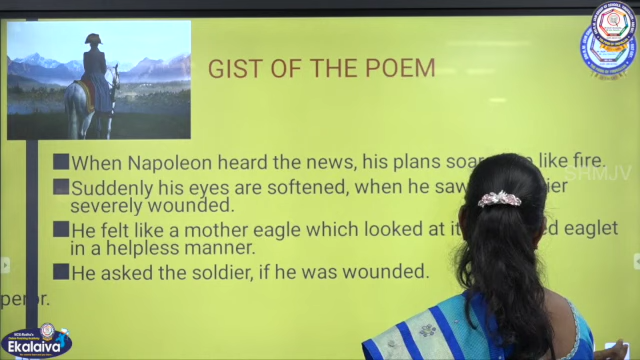 GIST OF THE POEM
SHMJV
When Napoleon heard the news, his plans soar like fire.
Suddenly his eyes are softened, when he saw ier
severely wounded.
He felt like a mother eagle which looked at it d eaglet
in a helpless manner.
He asked the soldier, if he was wounded.
peror.
Ekalaiva